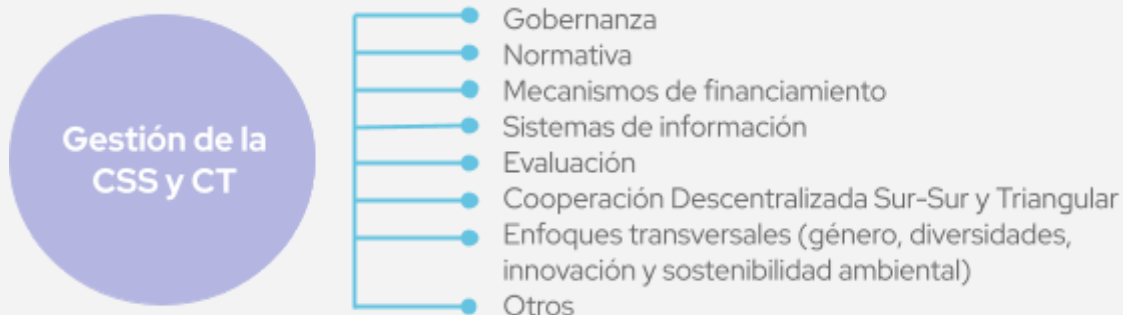 Gestión de la
CSS y CT
Gobernanza
Normativa
Mecanismos de financiamiento
Sistemas de información
Evaluación
Cooperación Descentralizada Sur-Sur y Triangular
Enfoques transversales (género, diversidades,
innovación y sostenibilidad ambiental)
Otros